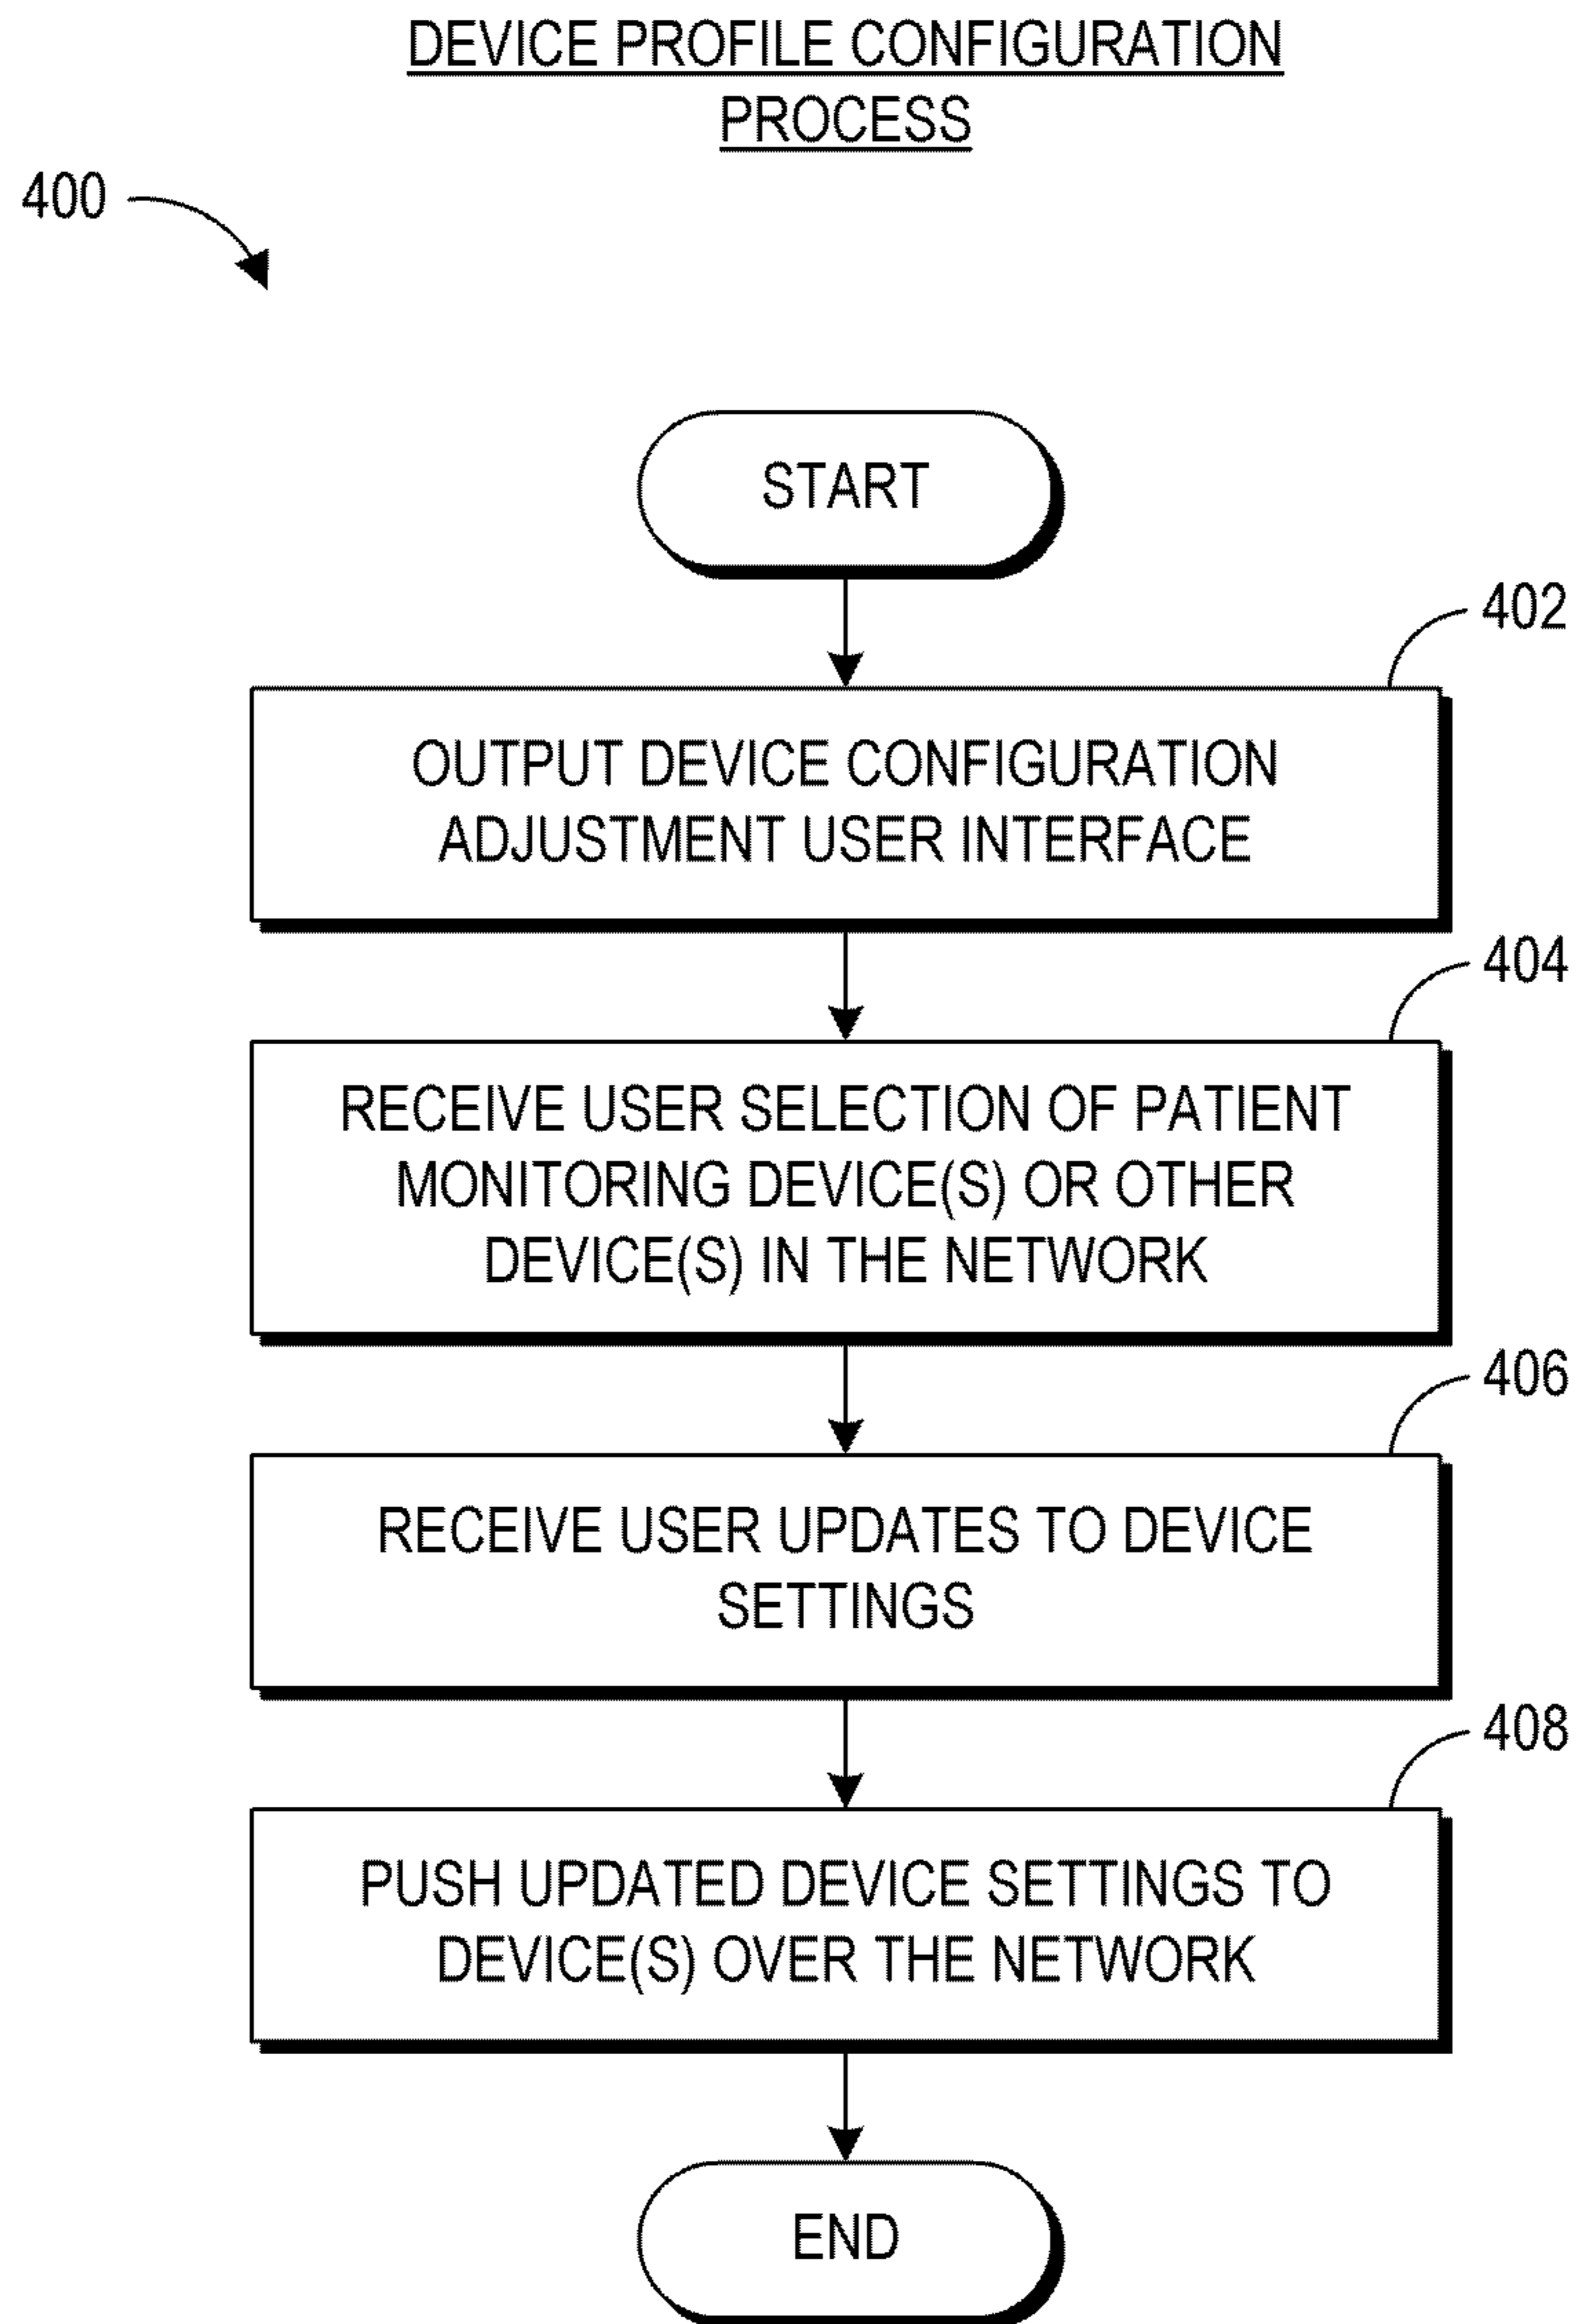 DEVICE PROFILE CONFIGURATION
PROCESS
400
START
402
OUTPUT DEVICE CONFIGURATION
ADJUSTMENT USER INTERFACE
404
RECEIVE USER SELECTION OF PATIENT
MONITORING DEVICE(S) OR OTHER
DEVICE(S) IN THE NETWORK
406
RECEIVE USER UPDATES TO DEVICE
SETTINGS
408
PUSH UPDATED DEVICE SETTINGS TO
DEVICE(S) OVER THE NETWORK
END